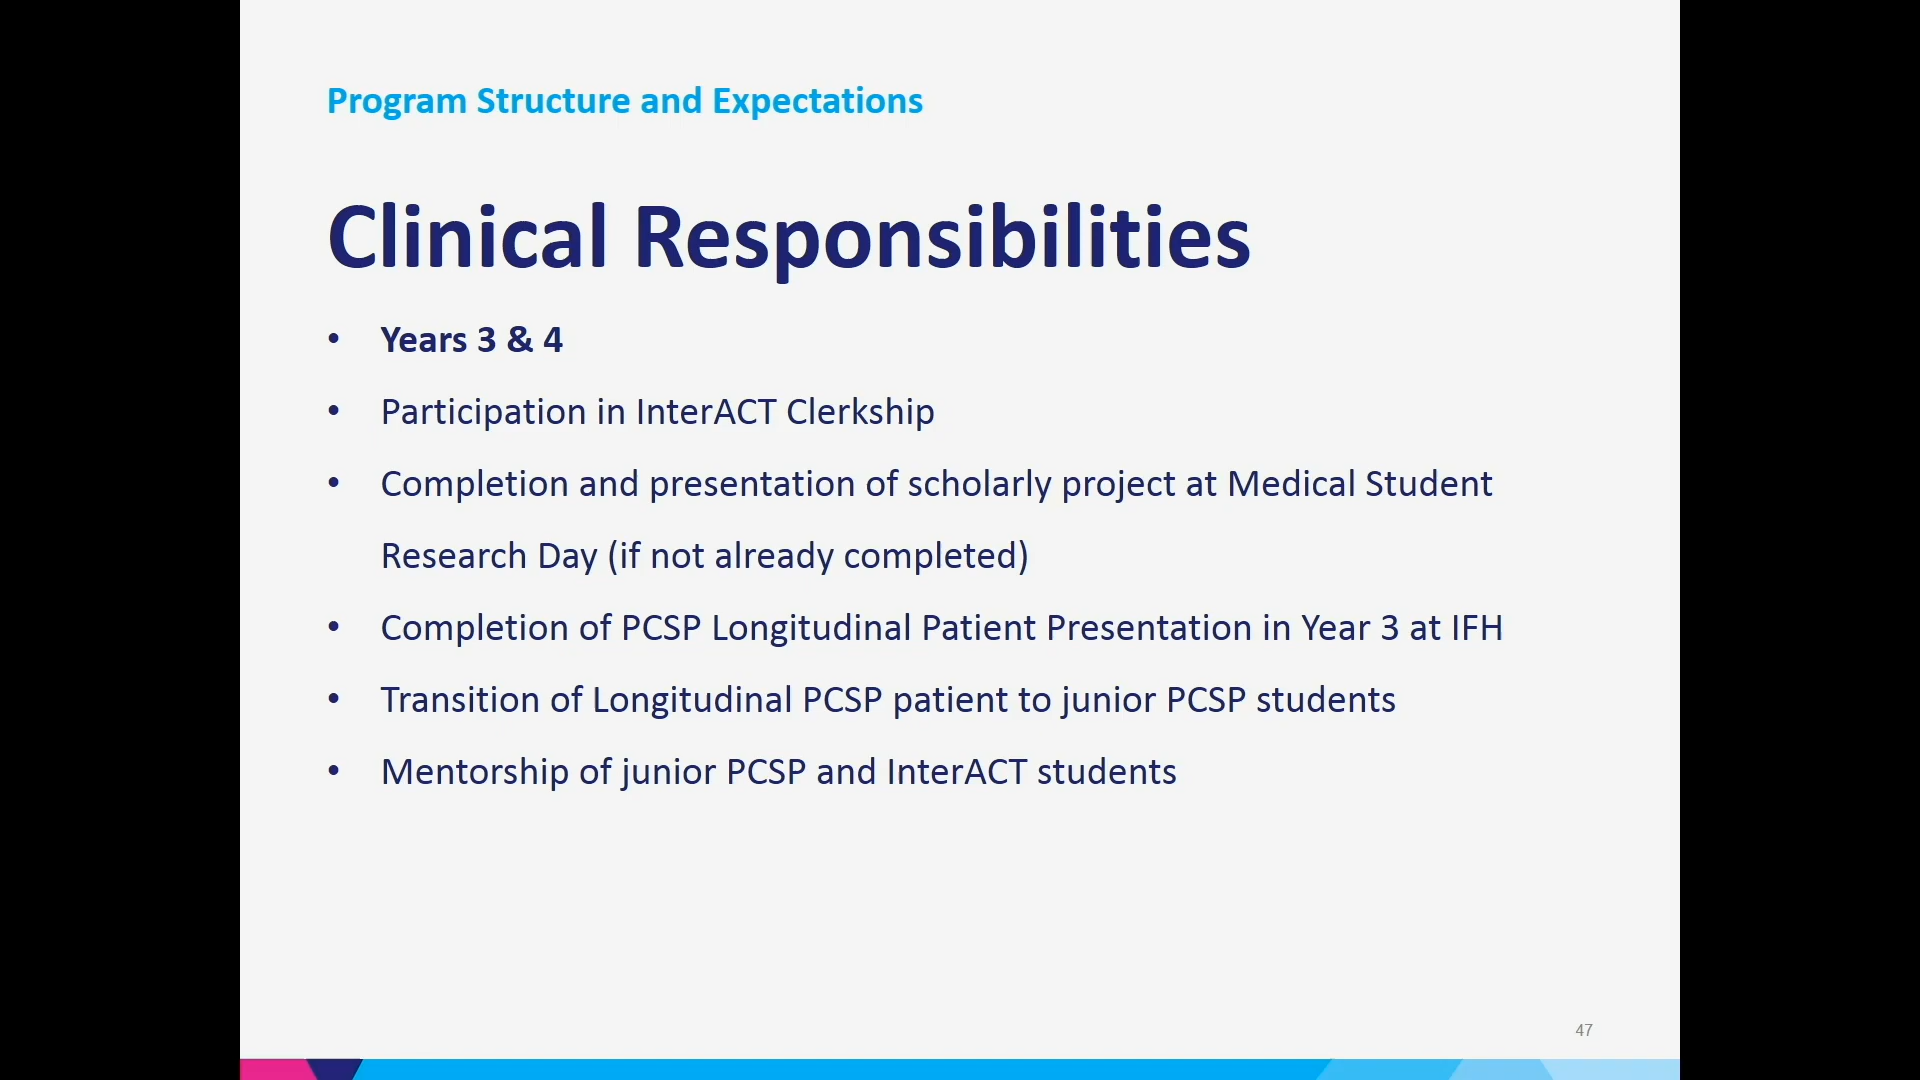 Program Structure and Expectations
Clinical Responsibilities
• Years 3 & 4
• Participation in InterACT Clerkship
• Completion and presentation of scholarly project at Medical Student
Research Day (if not already completed)
• Completion of PCSP Longitudinal Patient Presentation in Year 3 at IFH
• Transition of Longitudinal PCSP patient to junior PCSP students
• Mentorship of junior PCSP and InterACT students
47